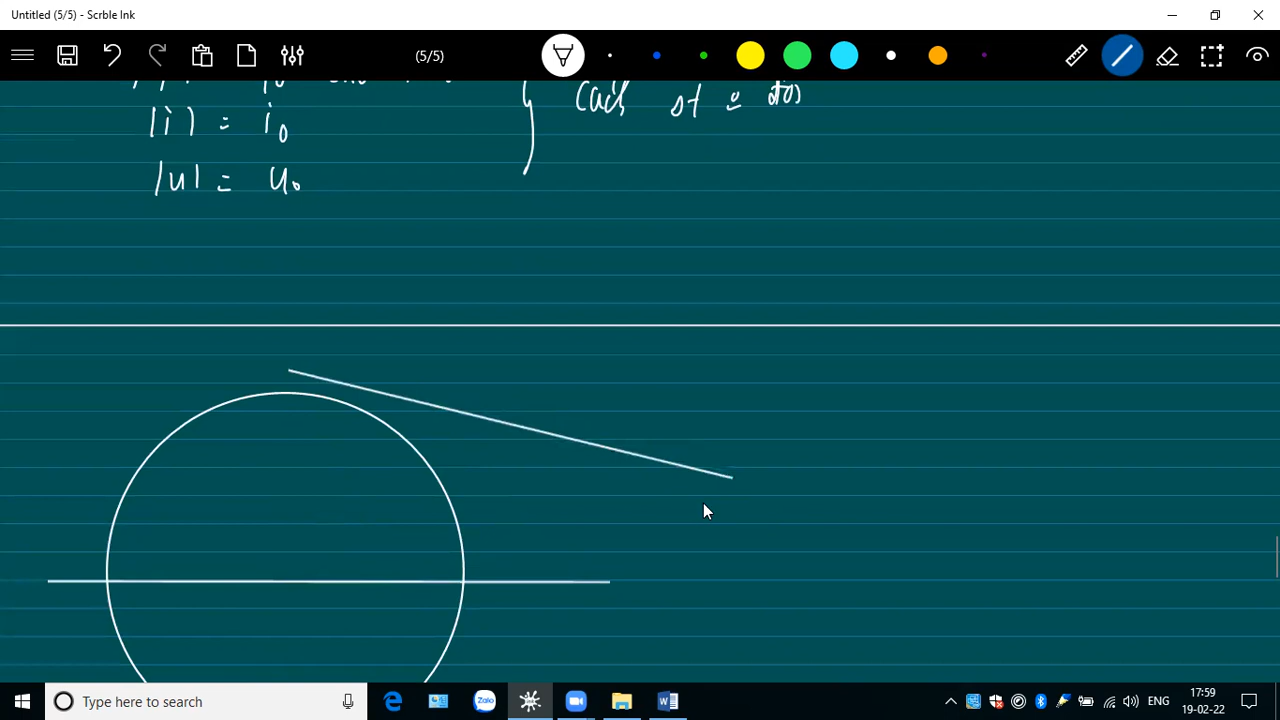 Untitled (5/5) - Scrble Ink
(5/5)
|i| = i₀
|u| = u₀
Type here to search
ENG
17:59
19-02-22